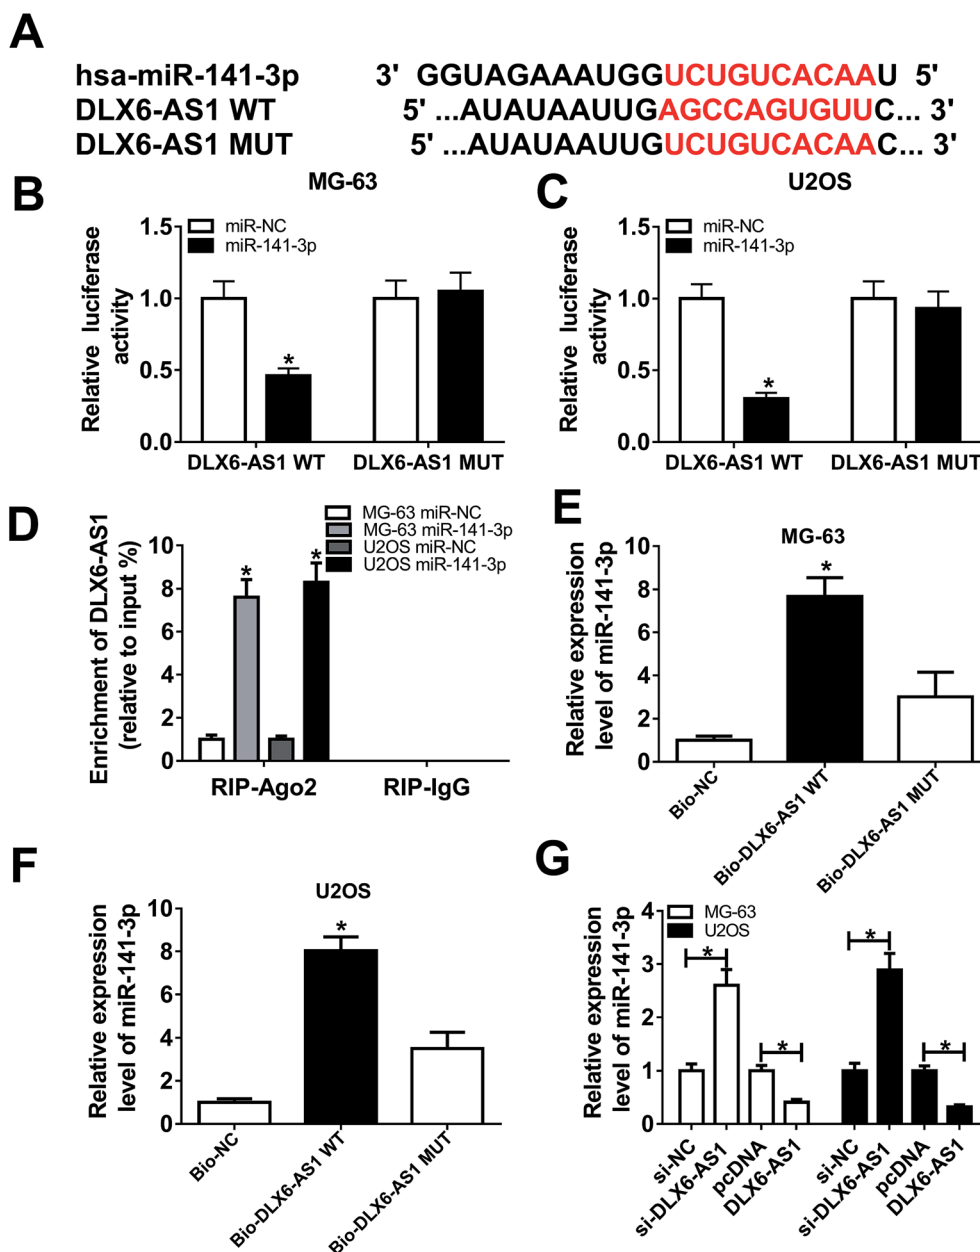 A
hsa-miR-141-3p 3' GGUAGAAAUGGUCUGUCACAAU 5'
DLX6-AS1 WT 5' ...AUAUAAUUGAGCCAGUGUUC... 3'
DLX6-AS1 MUT 5' ...AUAUAAUUGUCUGUCACAAC... 3'
B
MG-63
miR-NC
miR-141-3p
Relative luciferase
activity
1.5
1.0
0.5
0.0
DLX6-AS1 WT DLX6-AS1 MUT
C
U2OS
miR-NC
miR-141-3p
Relative luciferase
activity
1.5
1.0
0.5
0.0
DLX6-AS1 WT DLX6-AS1 MUT
*
*
D
MG-63 miR-NC
MG-63 miR-141-3p
U2OS miR-NC
U2OS miR-141-3p
Enrichment of DLX6-AS1
(relative to input %)
10
8
6
4
2
0
* *
RIP-Ago2 RIP-IgG
E
MG-63
Relative expression
level of miR-141-3p
10
8
6
4
2
0
*
Bio-NC
Bio-DLX6-AS1 WT
Bio-DLX6-AS1 MUT
F
U2OS
Relative expression
level of miR-141-3p
10
8
6
4
2
0
*
Bio-NC
Bio-DLX6-AS1 WT
Bio-DLX6-AS1 MUT
G
MG-63
U2OS
Relative expression
level of miR-141-3p
4
3
2
1
0
* * * *
si-NC
si-DLX6-AS1
pcDNA
DLX6-AS1
si-NC
si-DLX6-AS1
pcDNA
DLX6-AS1